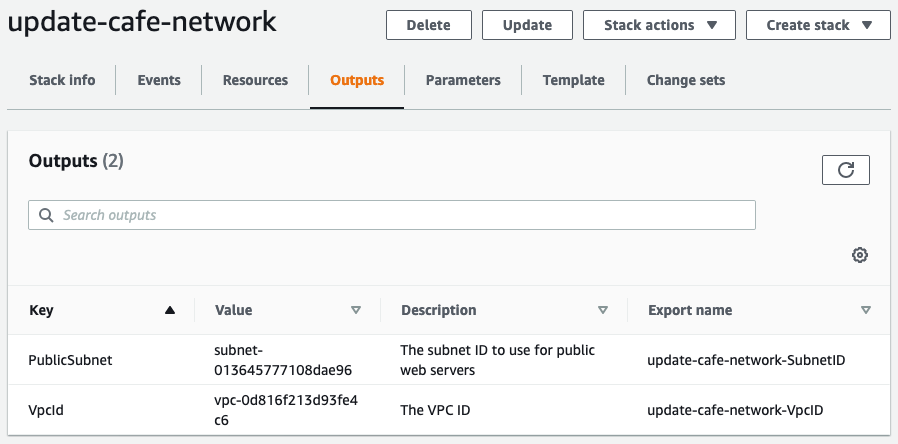 update-cafe-network
Delete
Update
Stack actions
Create stack
Stack info
Events
Resources
Outputs
Parameters
Template
Change sets
Outputs (2)
Search outputs
Key
Value
Description
Export name
PublicSubnet
subnet-
013645777108dae96
The subnet ID to use for public
web servers
update-cafe-network-SubnetID
VpcId
vpc-0d816f213d93fe4
c6
The VPC ID
update-cafe-network-VpcID